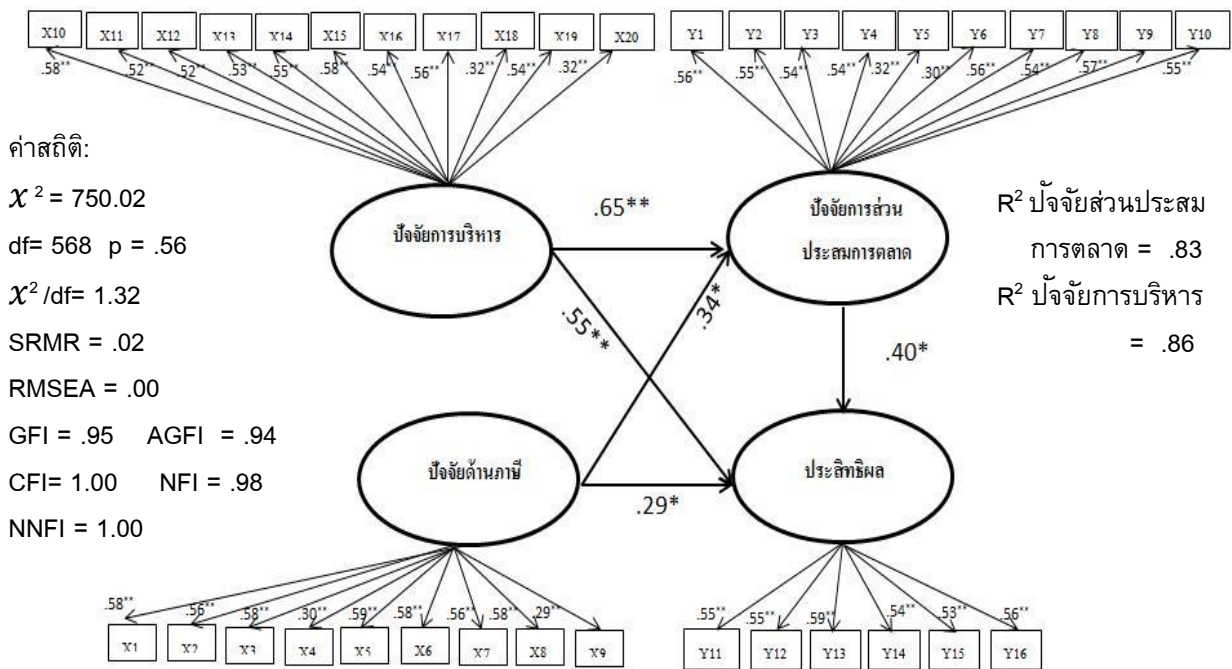 X10 X11 X12 X13 X14 X15 X16 X17 X18 X19 X20
.58** .52** .52** .53** .55** .58** .54** .56** .32** .54** .32**
Y1 Y2 Y3 Y4 Y5 Y6 Y7 Y8 Y9 Y10
.56** .55** .54** .54** .32** .30** .56** .54** .57** .55**
ค่าสถิติ:
χ² = 750.02
df= 568 p = .56
χ²/df= 1.32
SRMR = .02
RMSEA = .00
GFI = .95 AGFI = .94
CFI= 1.00 NFI = .98
NNFI = 1.00
ปัจจัยการบริหาร
.65**
ปัจจัยการส่วน
ประสมการตลาด
.55**
.34*
.40*
R² ปัจจัยส่วนประสม
การตลาด = .83
R² ปัจจัยการบริหาร
= .86
ปัจจัยด้านภาษี
.29*
ประสิทธิผล
.58** .56** .58** .30** .59** .58** .56** .58** .29**
X1 X2 X3 X4 X5 X6 X7 X8 X9
.55** .55** .59** .54** .53** .56**
Y11 Y12 Y13 Y14 Y15 Y16